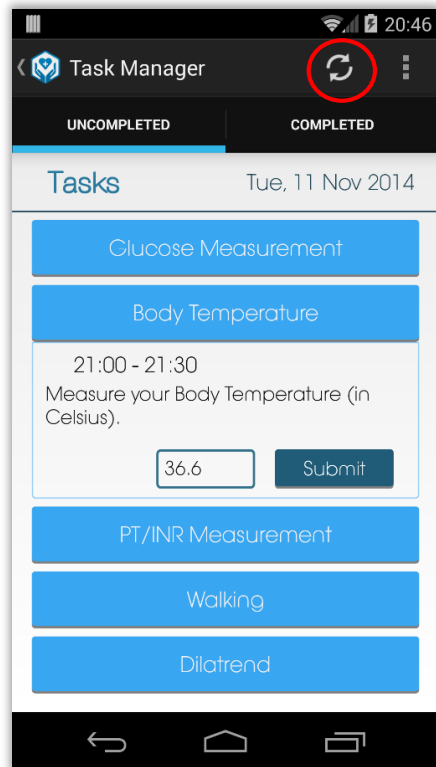 20:46
Task Manager
UNCOMPLETED COMPLETED
Tasks Tue, 11 Nov 2014
Glucose Measurement
Body Temperature
21:00 - 21:30
Measure your Body Temperature (in
Celsius).
36.6 Submit
PT/INR Measurement
Walking
Dilatrend